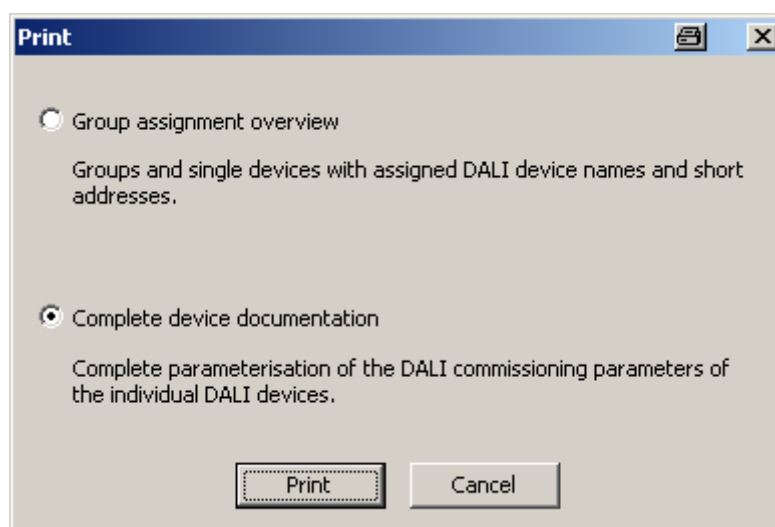 Print
Group assignment overview
Groups and single devices with assigned DALI device names and short
addresses.
Complete device documentation
Complete parameterisation of the DALI commissioning parameters of
the individual DALI devices.
Print
Cancel